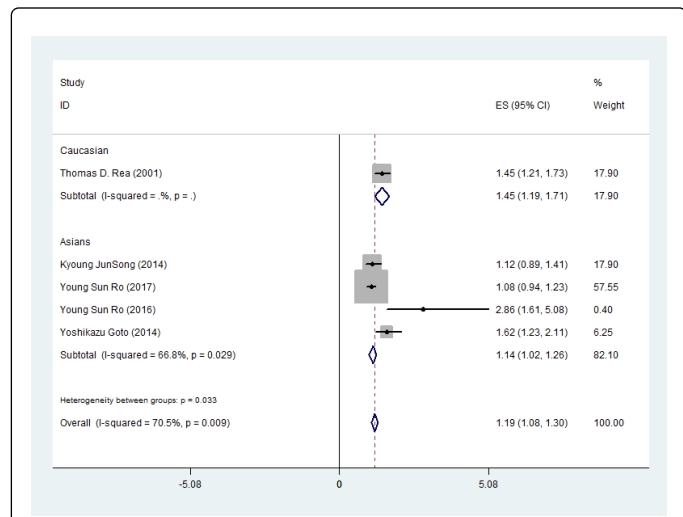 Study %
ID ES (95% CI) Weight
Caucasian
Thomas D. Rea (2001) 1.45 (1.21, 1.73) 17.90
Subtotal (I-squared = .%, p = .) 1.45 (1.19, 1.71) 17.90
Asians
Kyoung JunSong (2014) 1.12 (0.89, 1.41) 17.90
Young Sun Ro (2017) 1.08 (0.94, 1.23) 57.55
Young Sun Ro (2016) 2.86 (1.61, 5.08) 0.40
Yoshikazu Goto (2014) 1.62 (1.23, 2.11) 6.25
Subtotal (I-squared = 66.8%, p = 0.029) 1.14 (1.02, 1.26) 82.10
Heterogeneity between groups: p = 0.033
Overall (I-squared = 70.5%, p = 0.009) 1.19 (1.08, 1.30) 100.00
-5.08 0 5.08